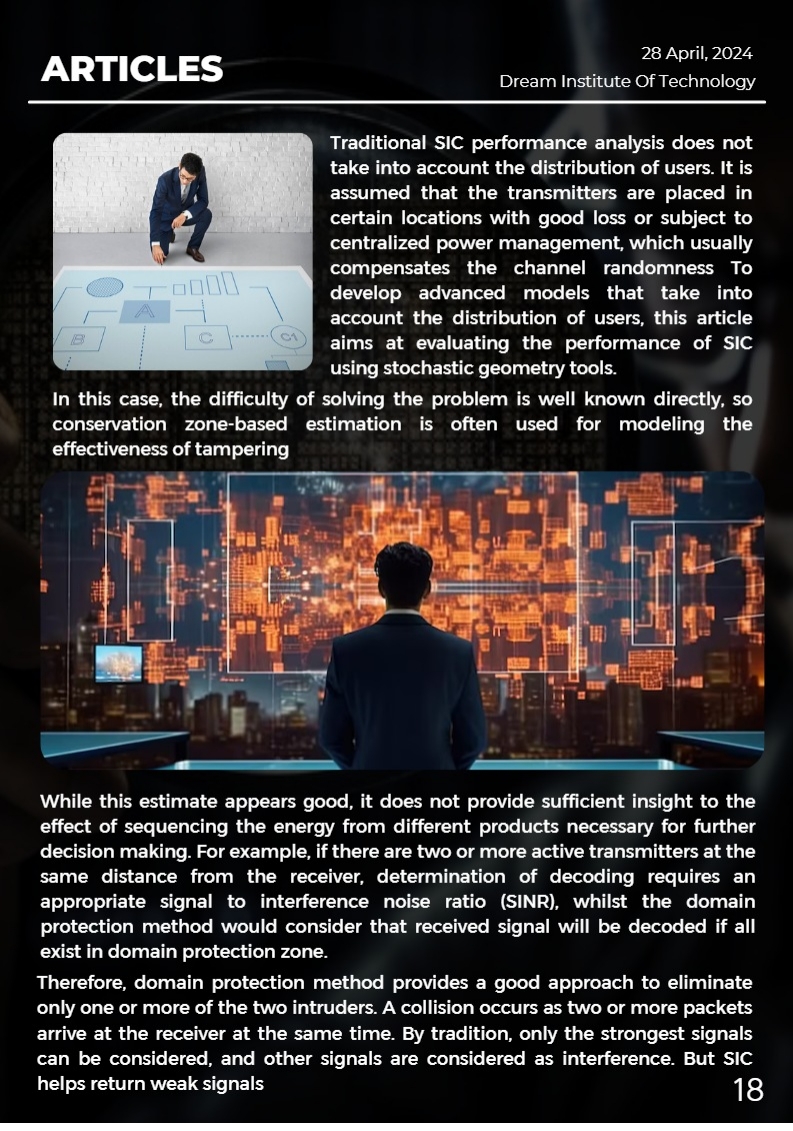 ARTICLES
28 April, 2024
Dream Institute Of Technology
Traditional SIC performance analysis does not
take into account the distribution of users. It is
assumed that the transmitters are placed in
certain locations with good loss or subject to
centralized power management, which usually
compensates the channel randomness To
develop advanced models that take into
account the distribution of users, this article
aims at evaluating the performance of SIC
using stochastic geometry tools.
A
B
C
C1
In this case, the difficulty of solving the problem is well known directly, so
conservation zone-based estimation is often used for modeling the
effectiveness of tampering
While this estimate appears good, it does not provide sufficient insight to the
effect of sequencing the energy from different products necessary for further
decision making. For example, if there are two or more active transmitters at the
same distance from the receiver, determination of decoding requires an
appropriate signal to interference noise ratio (SINR), whilst the domain
protection method would consider that received signal will be decoded if all
exist in domain protection zone.
Therefore, domain protection method provides a good approach to eliminate
only one or more of the two intruders. A collision occurs as two or more packets
arrive at the receiver at the same time. By tradition, only the strongest signals
can be considered, and other signals are considered as interference. But SIC
helps return weak signals
18